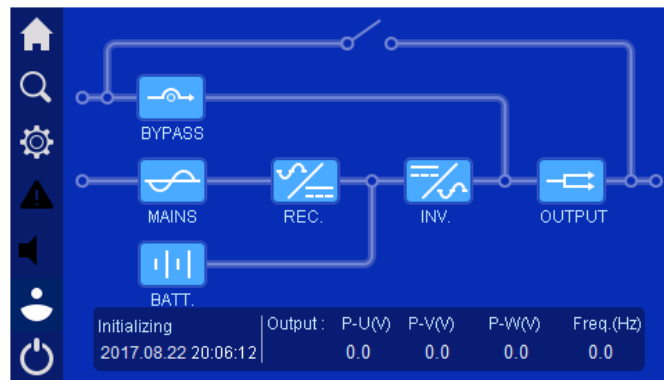 BYPASS
MAINS
REC.
INV.
OUTPUT
BATT.
Initializing Output : P-U(V) P-V(V) P-W(V) Freq.(Hz)
2017.08.22 20:06:12 0.0 0.0 0.0 0.0